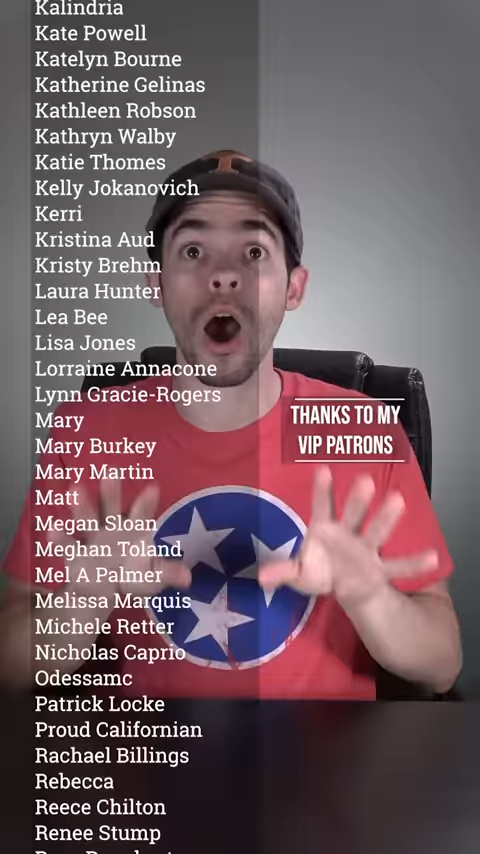 Kalindria
Kate Powell
Katelyn Bourne
Katherine Gelinas
Kathleen Robson
Kathryn Walby
Katie Thomes
Kelly Jokanovich
Kerri
Kristina Aud
Kristy Brehm
Laura Hunter
Lea Bee
Lisa Jones
Lorraine Annacone
Lynn Gracie-Rogers
Mary
Mary Burkey
Mary Martin
Matt
Megan Sloan
Meghan Toland
Mel A Palmer
Melissa Marquis
Michele Retter
Nicholas Caprio
Odessamc
Patrick Locke
Proud Californian
Rachael Billings
Rebecca
Reece Chilton
Renee Stump
THANKS TO MY
VIP PATRONS